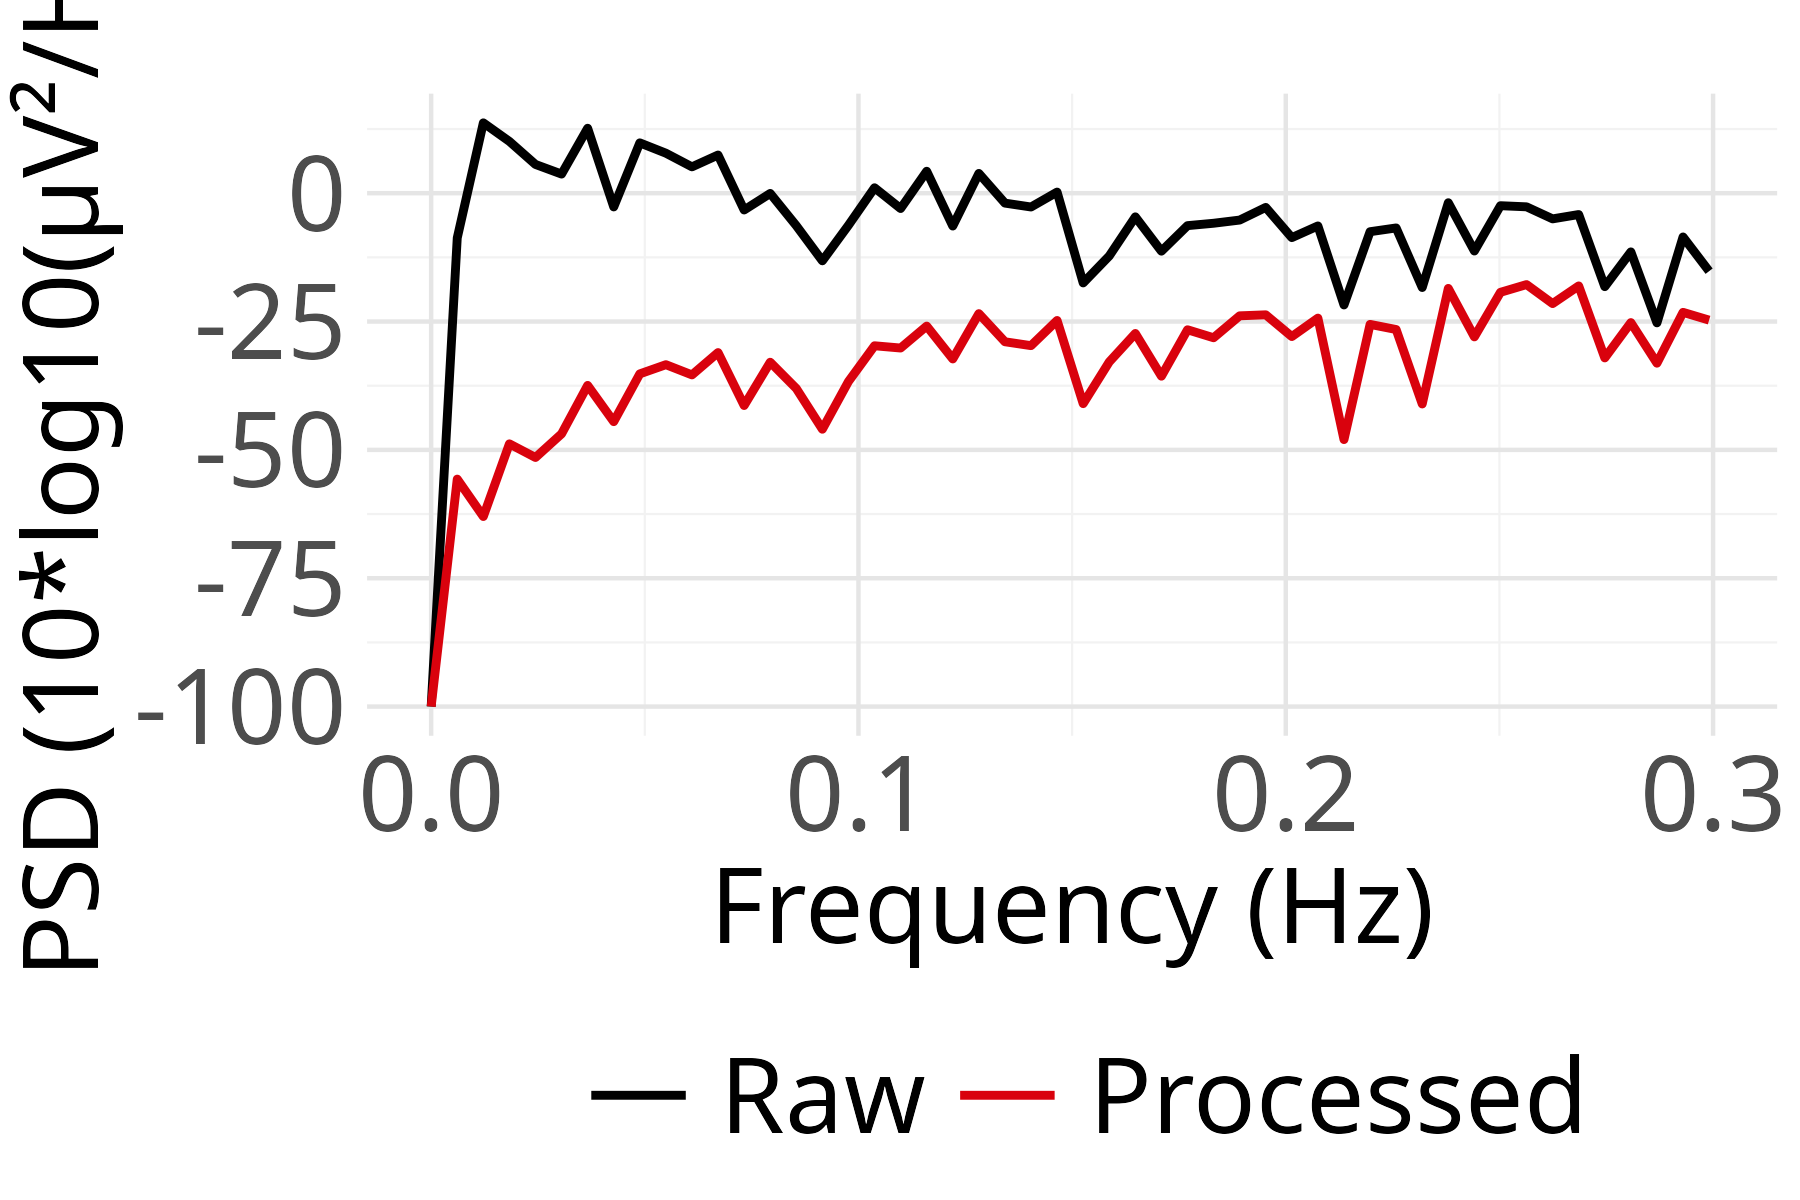 PSD (10*log10(µV²/H
0
-25
-50
-75
-100
0.0 0.1 0.2 0.3
Frequency (Hz)
Raw Processed